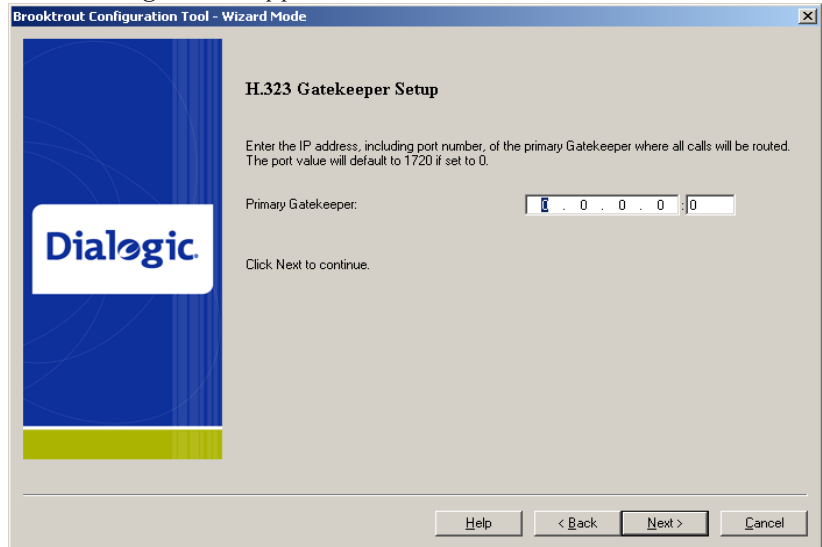 Brooktrout Configuration Tool - Wizard Mode
H.323 Gatekeeper Setup
Enter the IP address, including port number, of the primary Gatekeeper where all calls will be routed.
The port value will default to 1720 if set to 0.
Primary Gatekeeper: 0 . 0 . 0 . 0 : 0
Dialogic.
Click Next to continue.
Help < Back Next > Cancel